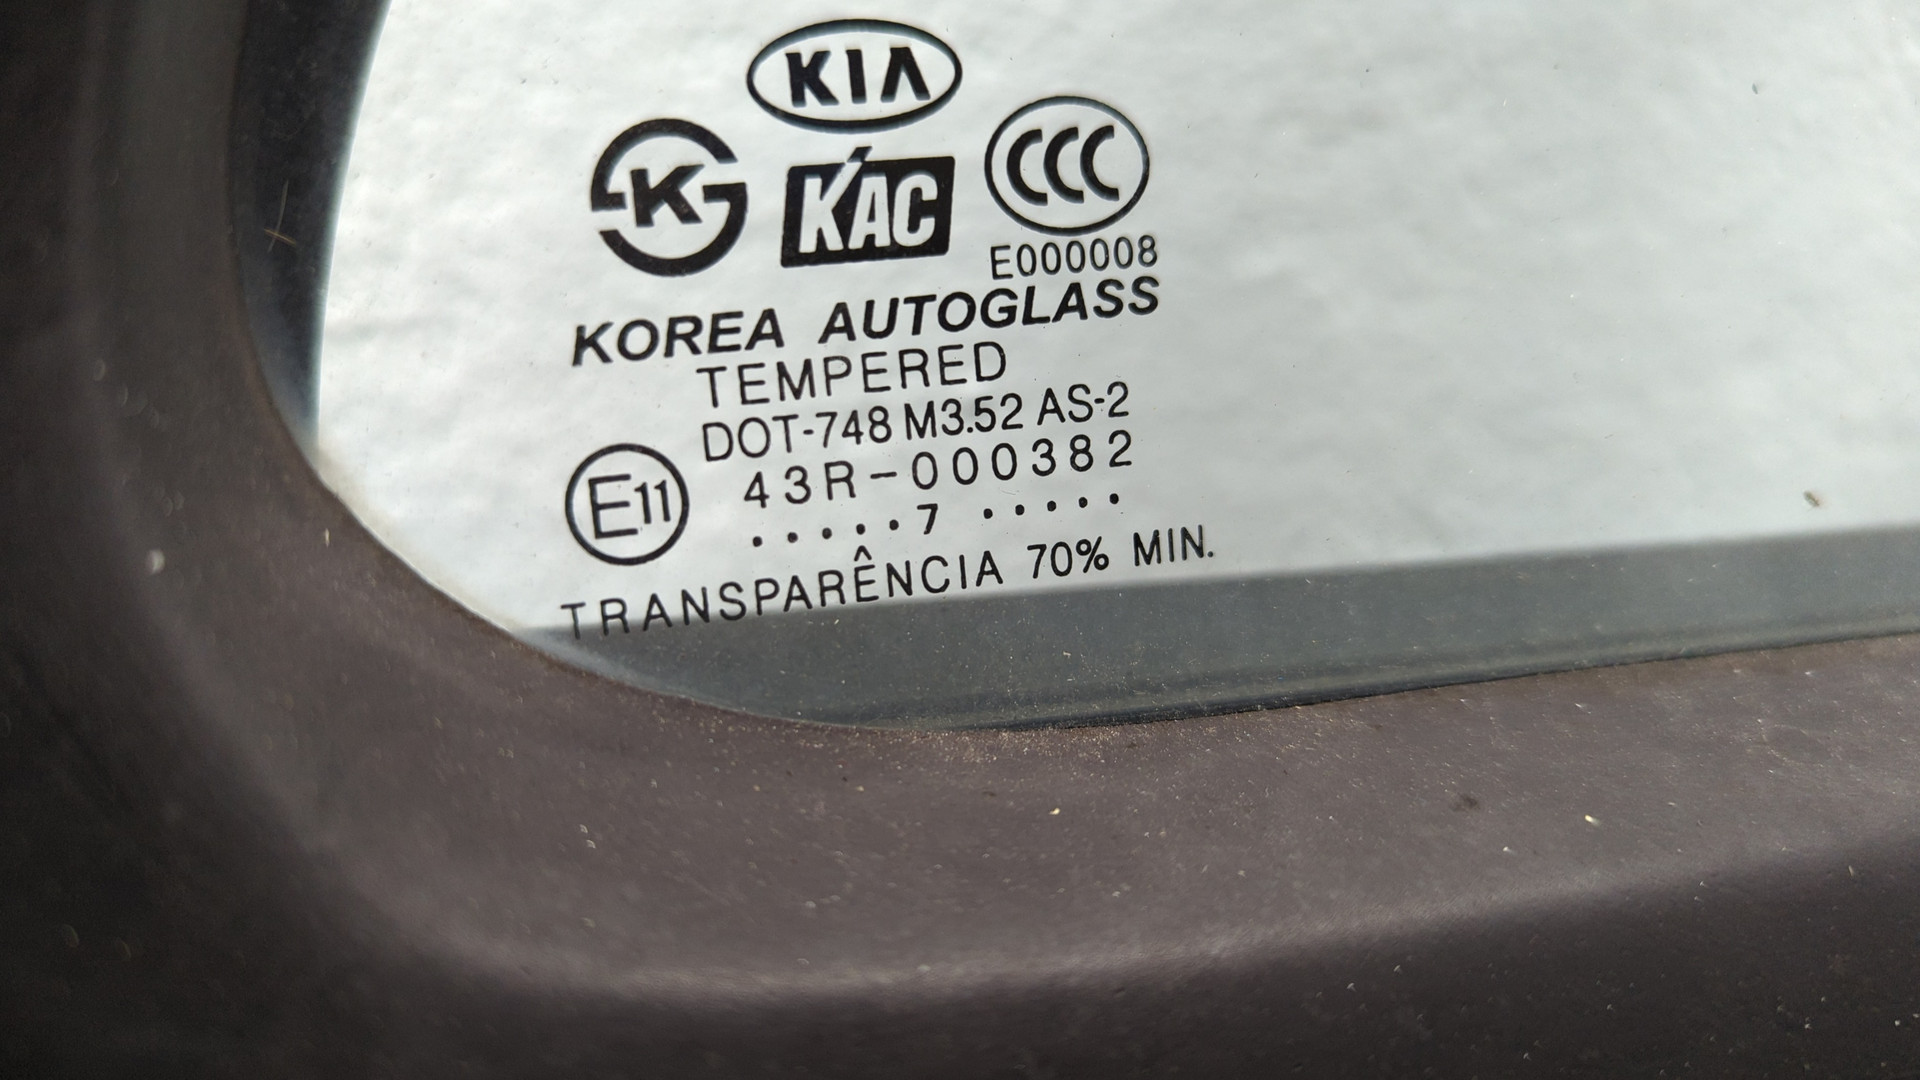 KIA
K
KAC
CCC
E000008
KOREA AUTOGLASS
TEMPERED
DOT-748 M3.52 AS-2
E11
43R-000382
.....7 .....
TRANSPARÊNCIA 70% MIN.